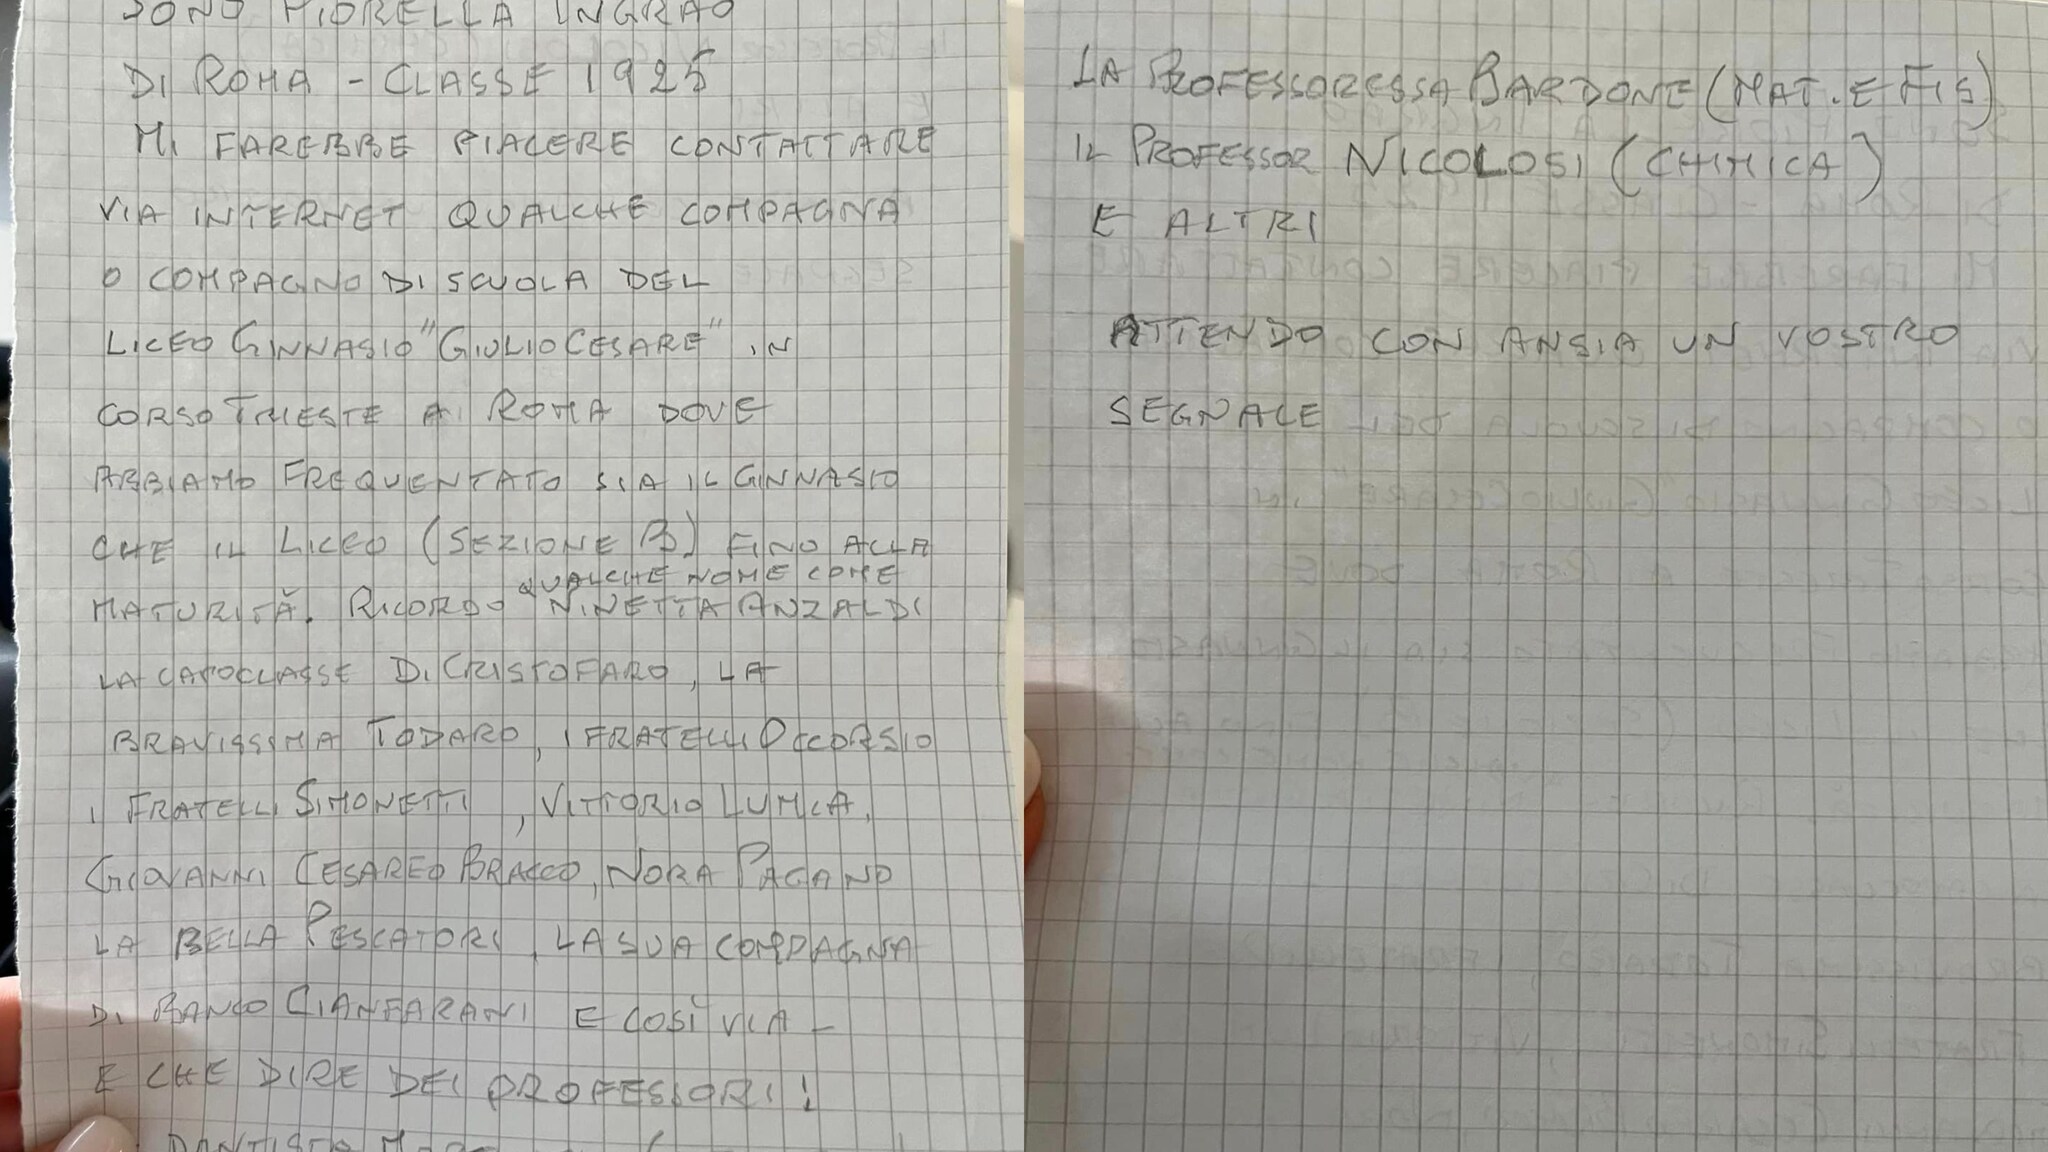 SONO FIORELLA INGRAO
DI ROMA - CLASSE 1925
MI FAREBBE PIACERE CONTATTARE
VIA INTERNET QUALCHE COMPAGNA
O COMPAGNO DI SCUOLA DEL
LICEO GINNASIO "GIULIO CESARE" IN
CORSO TRIESTE A ROMA DOVE
ABBIAMO FREQUENTATO SIA IL GINNASIO
CHE IL LICEO (SEZIONE B) FINO ALLA
QUALCHE NOME COME
MATURITÀ. RICORDO NINETTA ANZALDI
LA CAPOCLASSE DI CRISTOFARO, LA
BRAVISSIMA TODARO, I FRATELLI OCCORSIO
I FRATELLI SIMONETTI, VITTORIO LUMCA,
GIOVANNI CESAREO BRACCO, NORA PAGANO
LA BELLA PESCATORI, LA SUA COMPAGNA
DI BANCO CIANFARANI E COSÌ VIA -
E CHE DIRE DEI PROFESSORI!
LA PROFESSORESSA BARDONE (MAT. E FIS)
IL PROFESSOR NICOLOSI (CHIMICA)
E ALTRI
ATTENDO CON ANSIA UN VOSTRO
SEGNALE